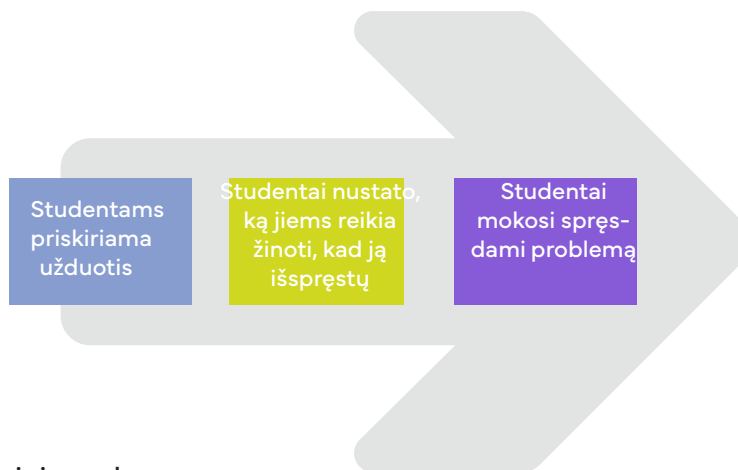 Studentams
priskiriama
užduotis
Studentai nustato,
ką jiems reikia
žinoti, kad ją
išspręstų
Studentai
mokosi spręs-
dami problemą